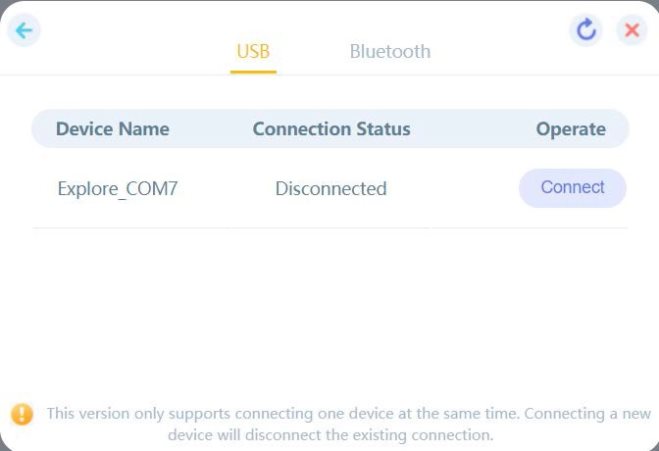 USB Bluetooth
Device Name Connection Status Operate
Explore_COM7 Disconnected Connect
This version only supports connecting one device at the same time. Connecting a new
device will disconnect the existing connection.